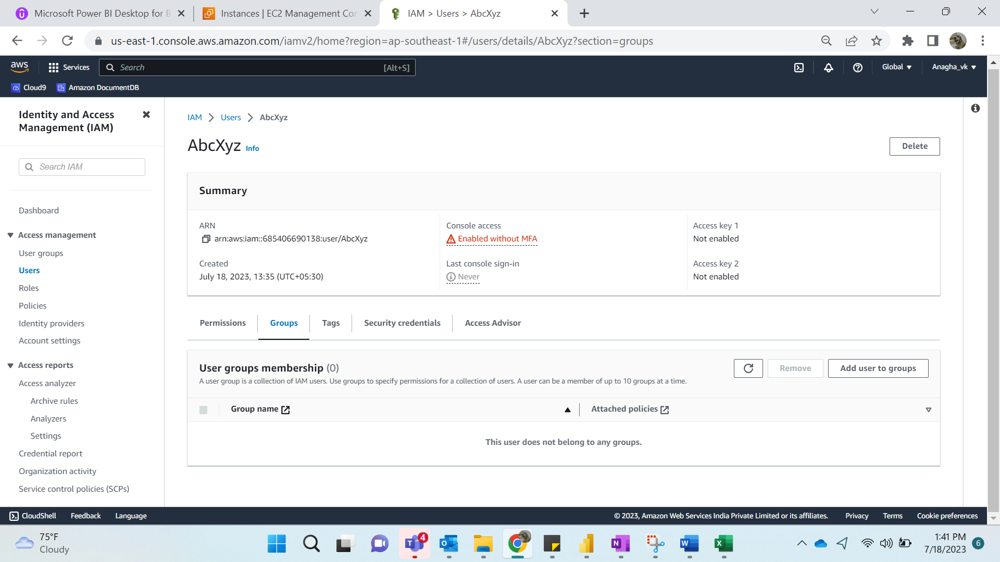 Microsoft Power BI Desktop for B
Instances | EC2 Management Con
IAM > Users > AbcXyz
us-east-1.console.aws.amazon.com/iamv2/home?region=ap-southeast-1#/users/details/AbcXyz?section=groups
aws
Services
Search
[Alt+S]
Global
Anagha_vk
Cloud9
Amazon DocumentDB
Identity and Access
Management (IAM)
Search IAM
Dashboard
Access management
User groups
Users
Roles
Policies
Identity providers
Account settings
Access reports
Access analyzer
Archive rules
Analyzers
Settings
Credential report
Organization activity
Service control policies (SCPs)
IAM > Users > AbcXyz
AbcXyz Info
Delete
Summary
ARN
arn:aws:iam::685406690138:user/AbcXyz
Created
July 18, 2023, 13:35 (UTC+05:30)
Console access
Enabled without MFA
Last console sign-in
Never
Access key 1
Not enabled
Access key 2
Not enabled
Permissions
Groups
Tags
Security credentials
Access Advisor
User groups membership (0)
A user group is a collection of IAM users. Use groups to specify permissions for a collection of users. A user can be a member of up to 10 groups at a time.
Remove
Add user to groups
Group name
Attached policies
This user does not belong to any groups.
CloudShell
Feedback
Language
© 2023, Amazon Web Services India Private Limited or its affiliates.
Privacy
Terms
Cookie preferences
75°F
Cloudy
4
1:41 PM
7/18/2023
6